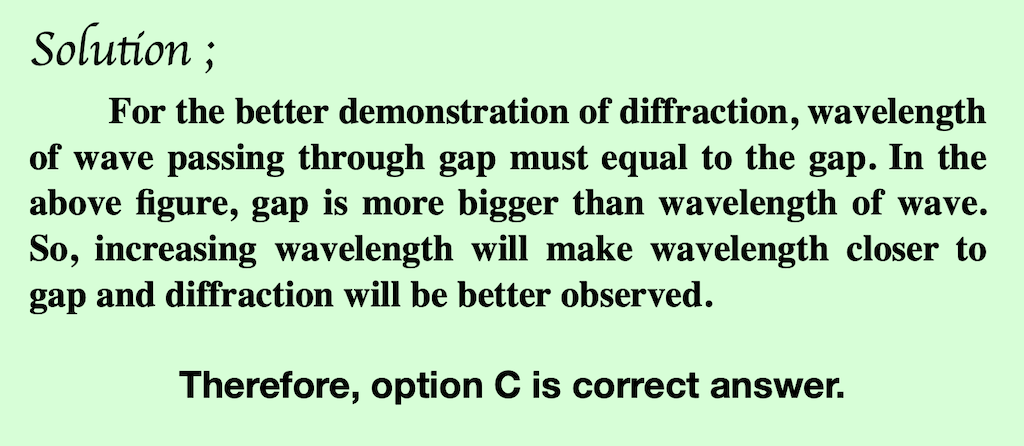 Solution ;
For the better demonstration of diffraction, wavelength
of wave passing through gap must equal to the gap. In the
above figure, gap is more bigger than wavelength of wave.
So, increasing wavelength will make wavelength closer to
gap and diffraction will be better observed.
Therefore, option C is correct answer.